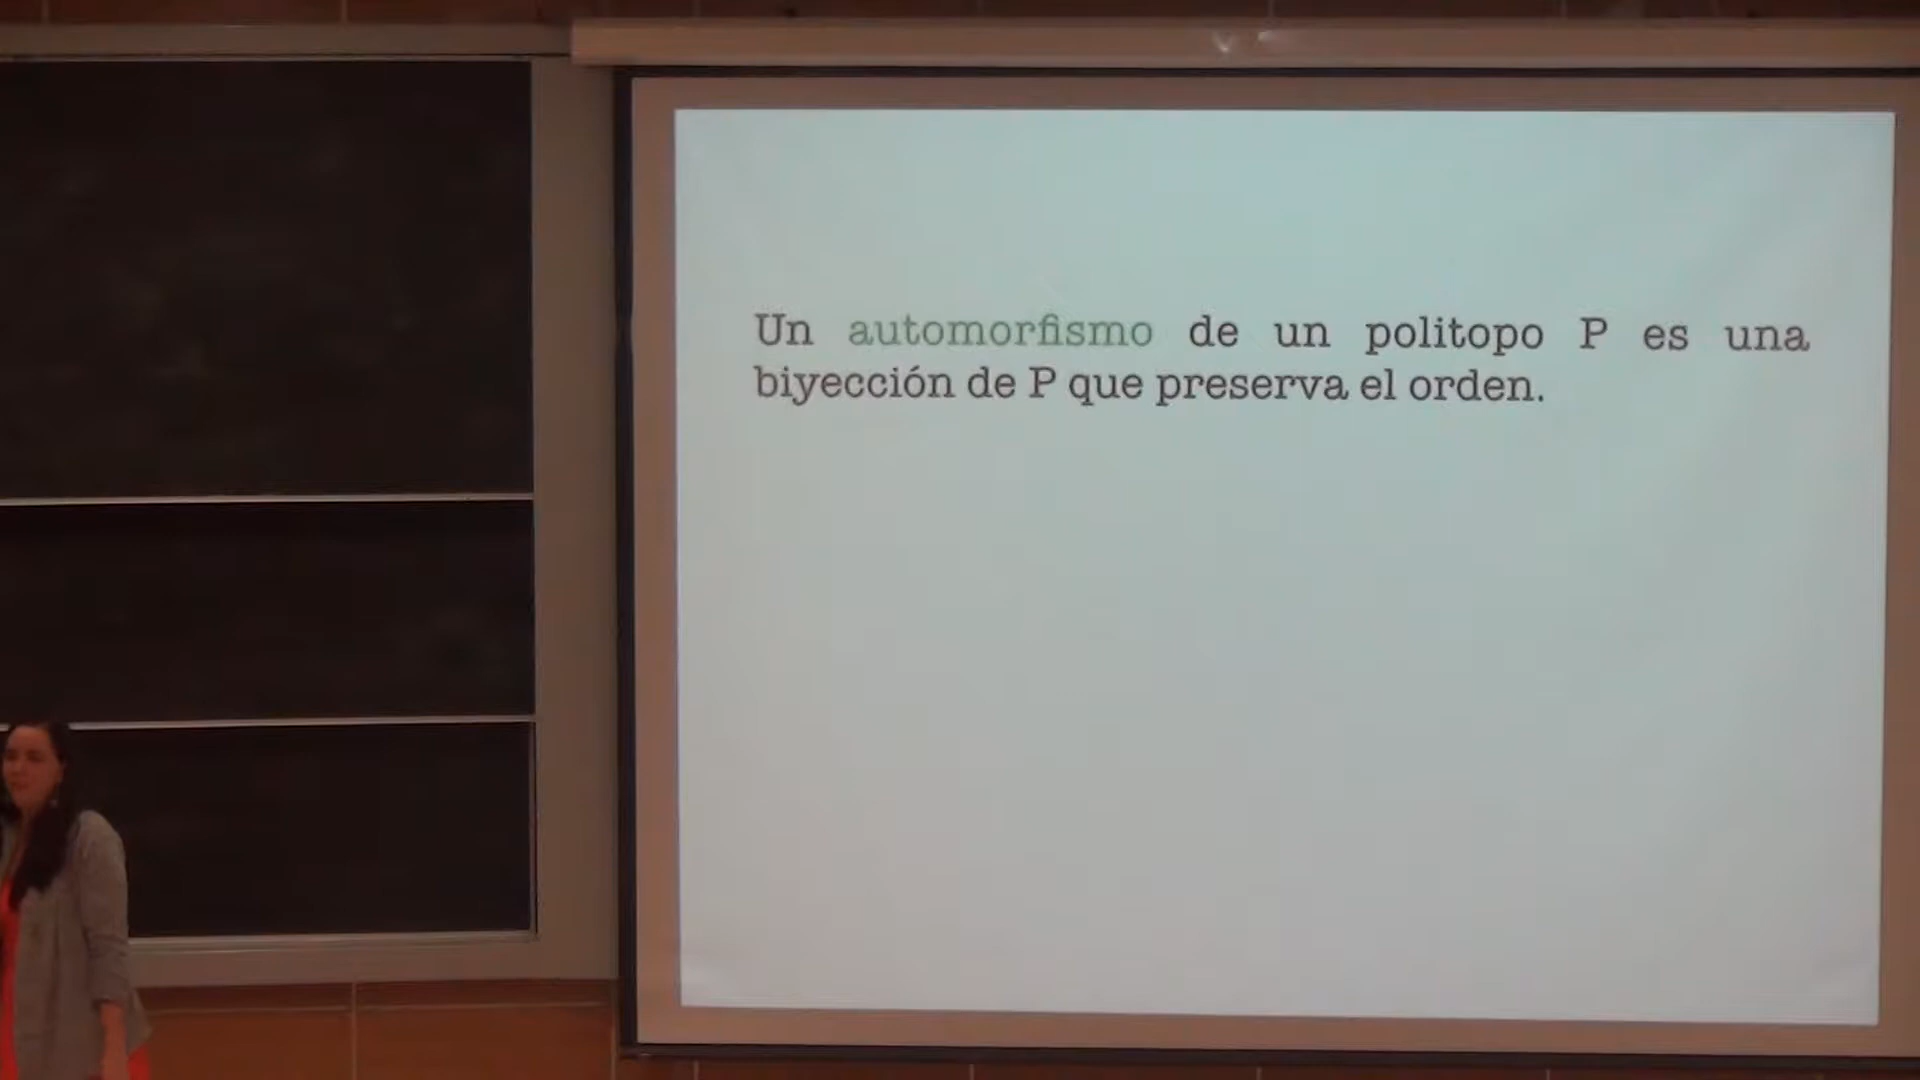 Un automorfismo de un politopo P es una
biyección de P que preserva el orden.